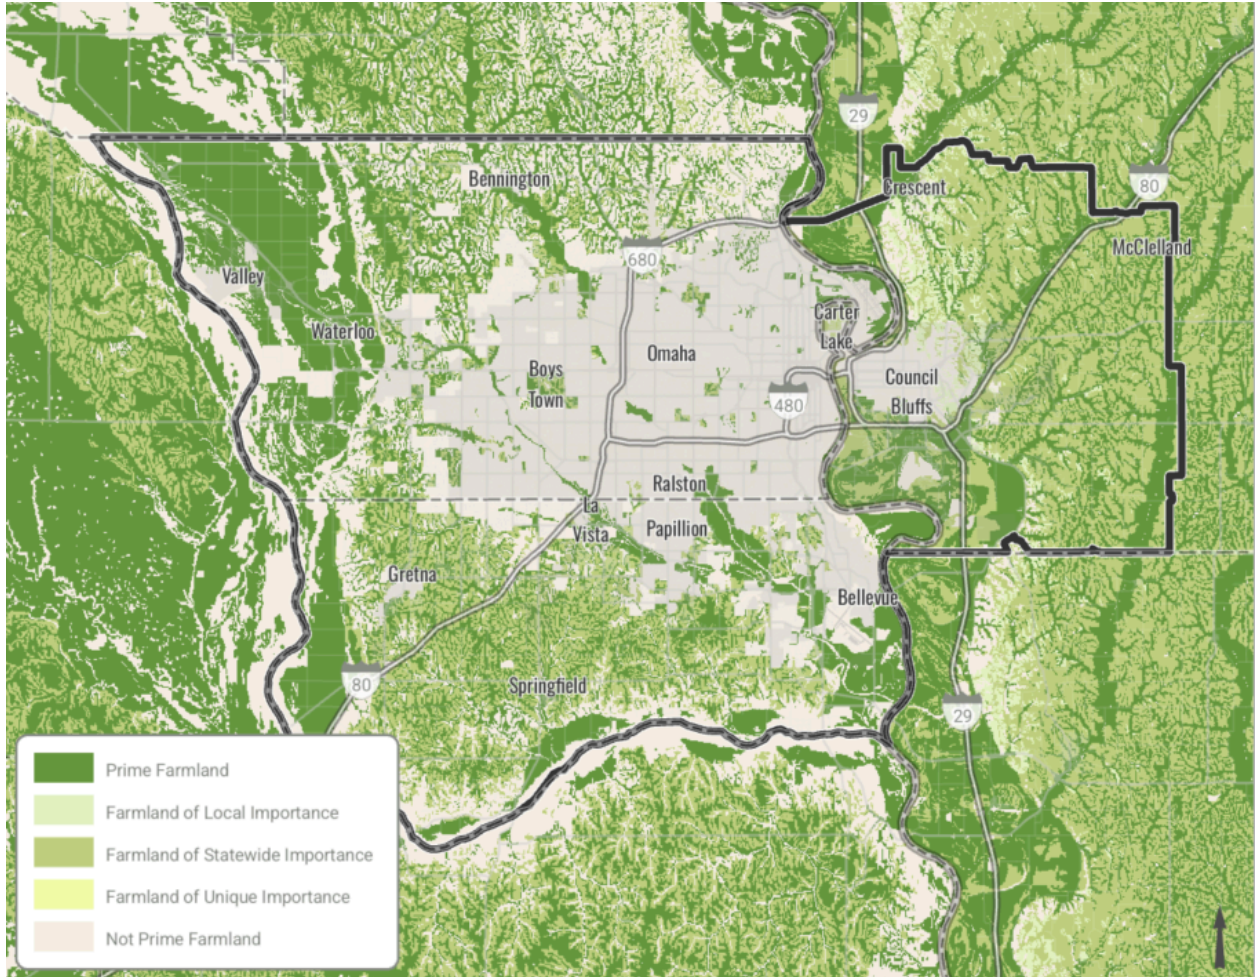 29
Bennington
Crescent
80
McClelland
680
Valley
Carter
Lake
Waterloo
Omaha
Boys
Town
Council
Bluffs
480
Ralston
La
Vista
Papillion
Gretna
Bellevue
80
Springfield
29
Prime Farmland
Farmland of Local Importance
Farmland of Statewide Importance
Farmland of Unique Importance
Not Prime Farmland